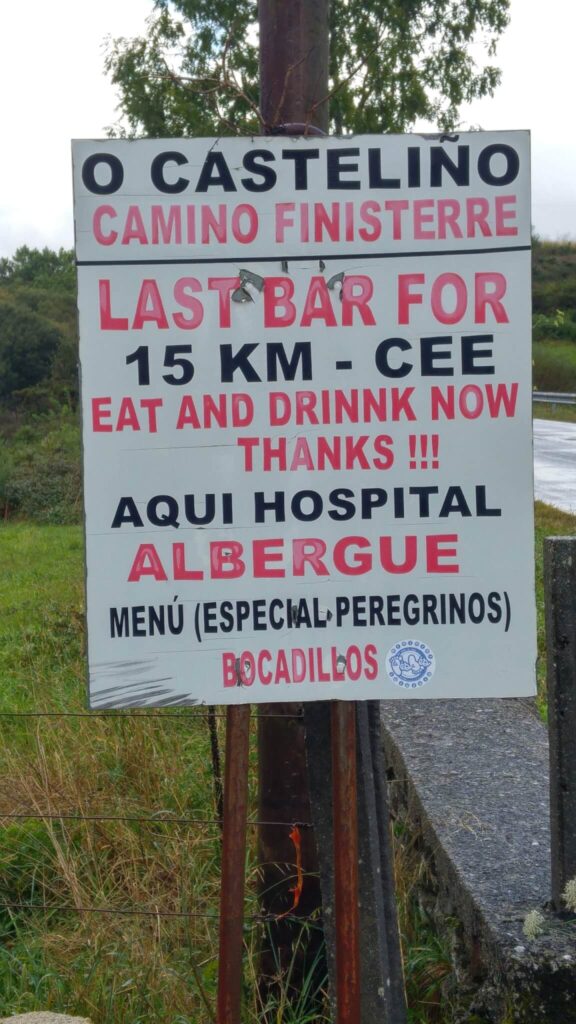 O CASTELIÑO
CAMINO FINISTERRE
LAST BAR FOR
15 KM - CEE
EAT AND DRINNK NOW
THANKS !!!
AQUI HOSPITAL
ALBERGUE
MENÚ (ESPECIAL PEREGRINOS)
BOCADILLOS